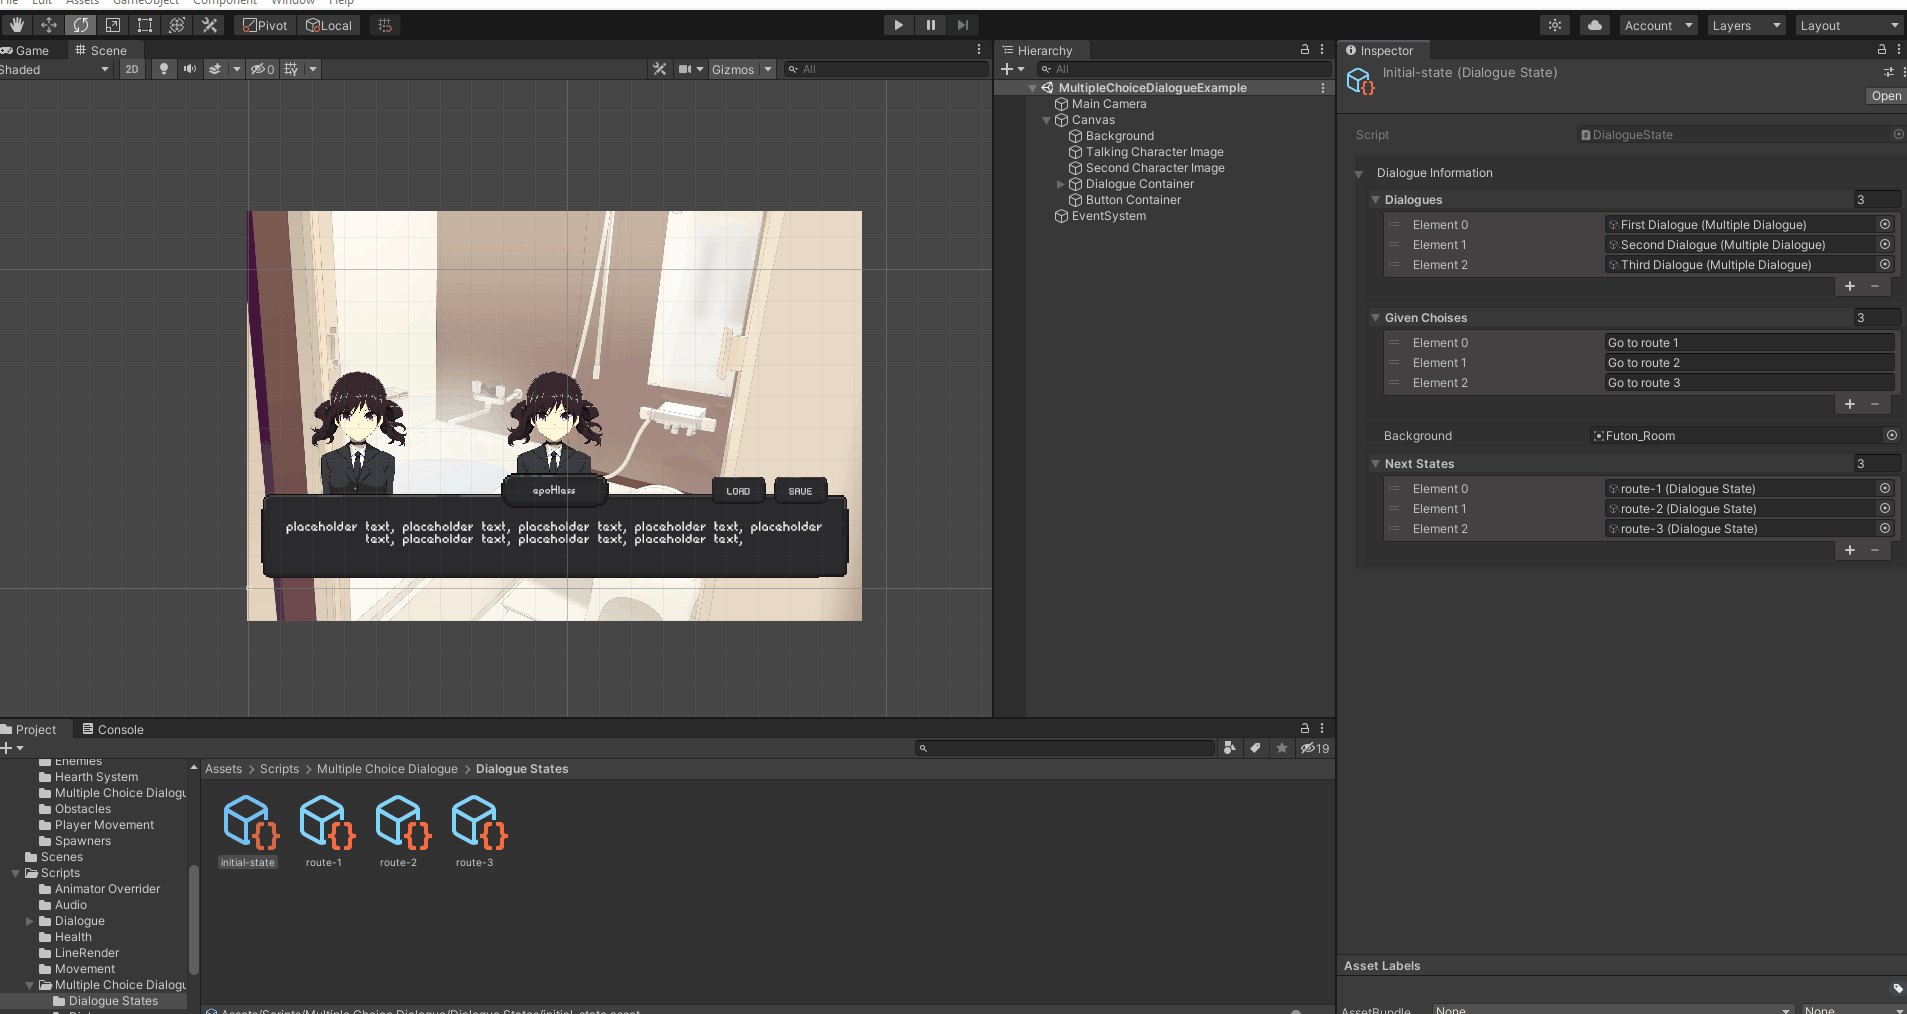 File Edit Assets GameObject Component Window Help
Pivot Local Account Layers Layout
Game Scene
Shaded 2D 0 Gizmos All
Hierarchy
All
MultipleChoiceDialogueExample
Main Camera
Canvas
Background
Talking Character Image
Second Character Image
Dialogue Container
Button Container
EventSystem
epoHless
LOAD SAVE
placeholder text, placeholder text, placeholder text, placeholder text, placeholder
text, placeholder text, placeholder text, placeholder text,
Inspector
Initial-state (Dialogue State)
Open
Script DialogueState
Dialogue Information
Dialogues 3
Element 0 First Dialogue (Multiple Dialogue)
Element 1 Second Dialogue (Multiple Dialogue)
Element 2 Third Dialogue (Multiple Dialogue)
+ −
Given Choises 3
Element 0 Go to route 1
Element 1 Go to route 2
Element 2 Go to route 3
+ −
Background Futon_Room
Next States 3
Element 0 route-1 (Dialogue State)
Element 1 route-2 (Dialogue State)
Element 2 route-3 (Dialogue State)
+ −
Project Console
19
Enemies
Hearth System
Multiple Choice Dialogu
Obstacles
Player Movement
Spawners
Scenes
Scripts
Animator Overrider
Audio
Dialogue
Health
LineRender
Movement
Multiple Choice Dialogu
Dialogue States
Assets > Scripts > Multiple Choice Dialogue > Dialogue States
initial-state route-1 route-2 route-3
Assets/Scripts/Multiple Choice Dialogue/Dialogue States/initial-state.asset
Asset Labels
AssetBundle None None